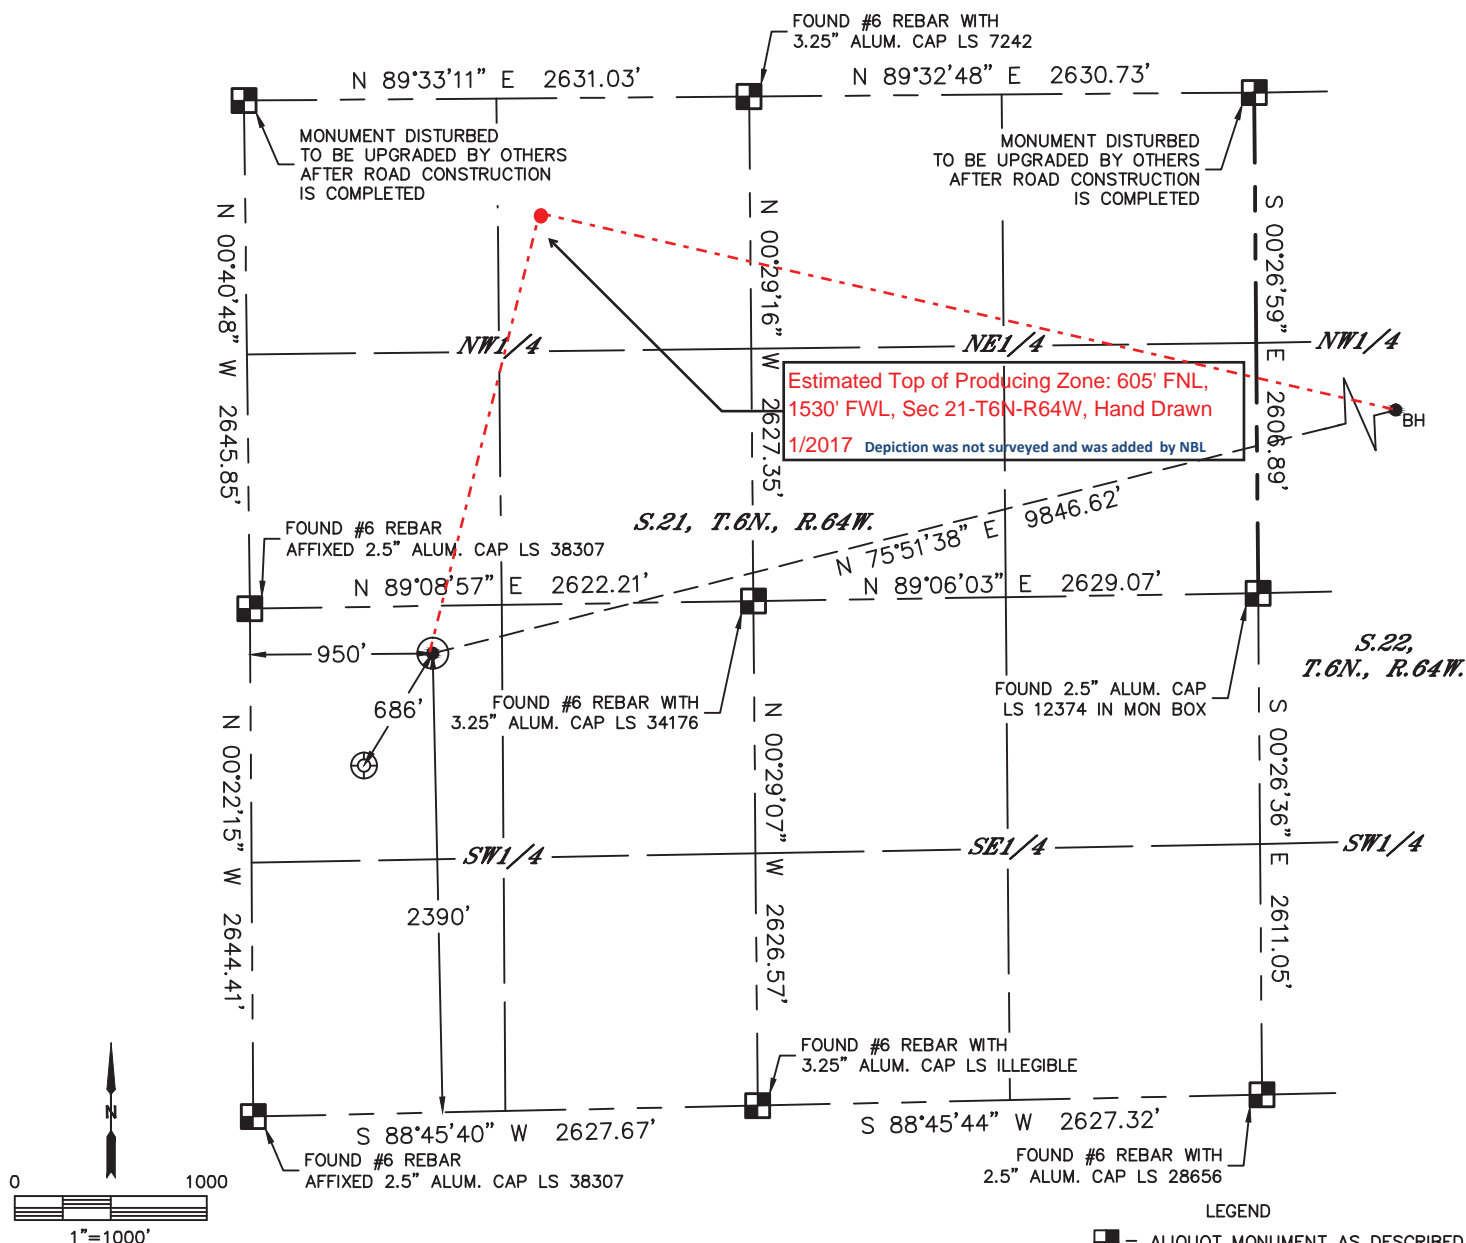 FOUND #6 REBAR WITH
3.25" ALUM. CAP LS 7242
N 89°33'11" E 2631.03'
N 89°32'48" E 2630.73'
MONUMENT DISTURBED
TO BE UPGRADED BY OTHERS
AFTER ROAD CONSTRUCTION
IS COMPLETED
MONUMENT DISTURBED
TO BE UPGRADED BY OTHERS
AFTER ROAD CONSTRUCTION
IS COMPLETED
N 00°40'48" W 2645.85'
N 00°29'16" W 2627.35'
S 00°26'59" E 2606.89'
NW1/4
NE1/4
NW1/4
Estimated Top of Producing Zone: 605' FNL,
1530' FWL, Sec 21-T6N-R64W, Hand Drawn
1/2017 Depiction was not surveyed and was added by NBL
BH
S.21, T.6N., R.64W.
N 75°51'38" E 9846.62'
FOUND #6 REBAR
AFFIXED 2.5" ALUM. CAP LS 38307
N 89°08'57" E 2622.21'
N 89°06'03" E 2629.07'
950'
S.22,
T.6N., R.64W.
686'
FOUND #6 REBAR WITH
3.25" ALUM. CAP LS 34176
FOUND 2.5" ALUM. CAP
LS 12374 IN MON BOX
N 00°22'15" W 2644.41'
N 00°29'07" W 2626.57'
S 00°26'36" E 2611.05'
SW1/4
SE1/4
SW1/4
2390'
FOUND #6 REBAR WITH
3.25" ALUM. CAP LS ILLEGIBLE
N
S 88°45'40" W 2627.67'
S 88°45'44" W 2627.32'
FOUND #6 REBAR
AFFIXED 2.5" ALUM. CAP LS 38307
FOUND #6 REBAR WITH
2.5" ALUM. CAP LS 28656
0 1000
1"=1000'
LEGEND
= ALIQUOT MONUMENT AS DESCRIBED